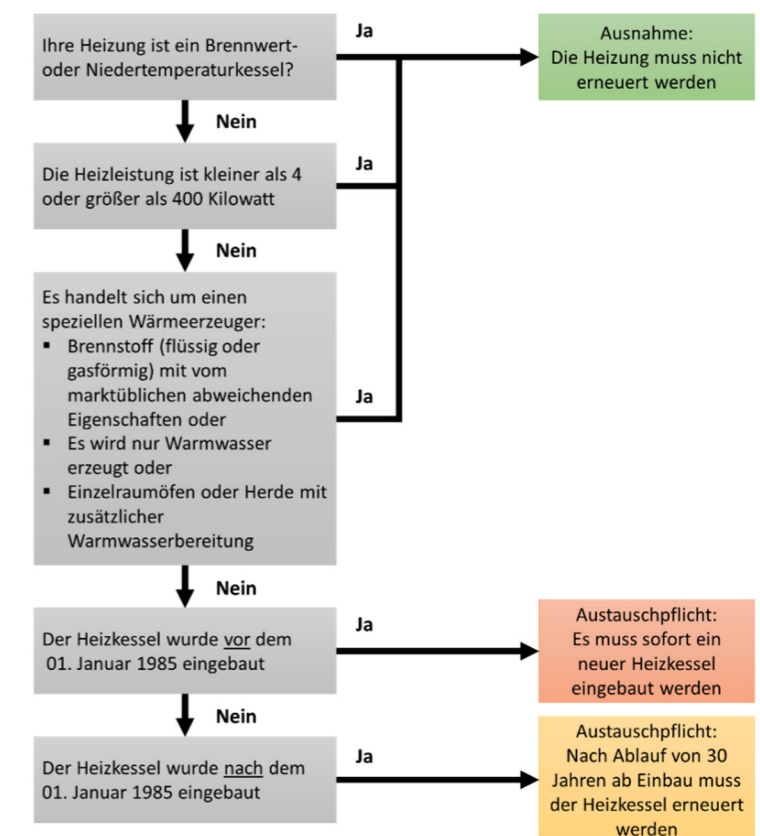 Ihre Heizung ist ein Brennwert-
oder Niedertemperaturkessel?
Ja
Ausnahme:
Die Heizung muss nicht
erneuert werden
Nein
Die Heizleistung ist kleiner als 4
oder größer als 400 Kilowatt
Ja
Nein
Es handelt sich um einen
speziellen Wärmeerzeuger:
▪ Brennstoff (flüssig oder
gasförmig) mit vom
marktüblichen abweichenden
Eigenschaften oder
▪ Es wird nur Warmwasser
erzeugt oder
▪ Einzelraumöfen oder Herde mit
zusätzlicher
Warmwasserbereitung
Ja
Nein
Der Heizkessel wurde vor dem
01. Januar 1985 eingebaut
Ja
Austauschpflicht:
Es muss sofort ein
neuer Heizkessel
eingebaut werden
Nein
Der Heizkessel wurde nach dem
01. Januar 1985 eingebaut
Ja
Austauschpflicht:
Nach Ablauf von 30
Jahren ab Einbau muss
der Heizkessel erneuert
werden